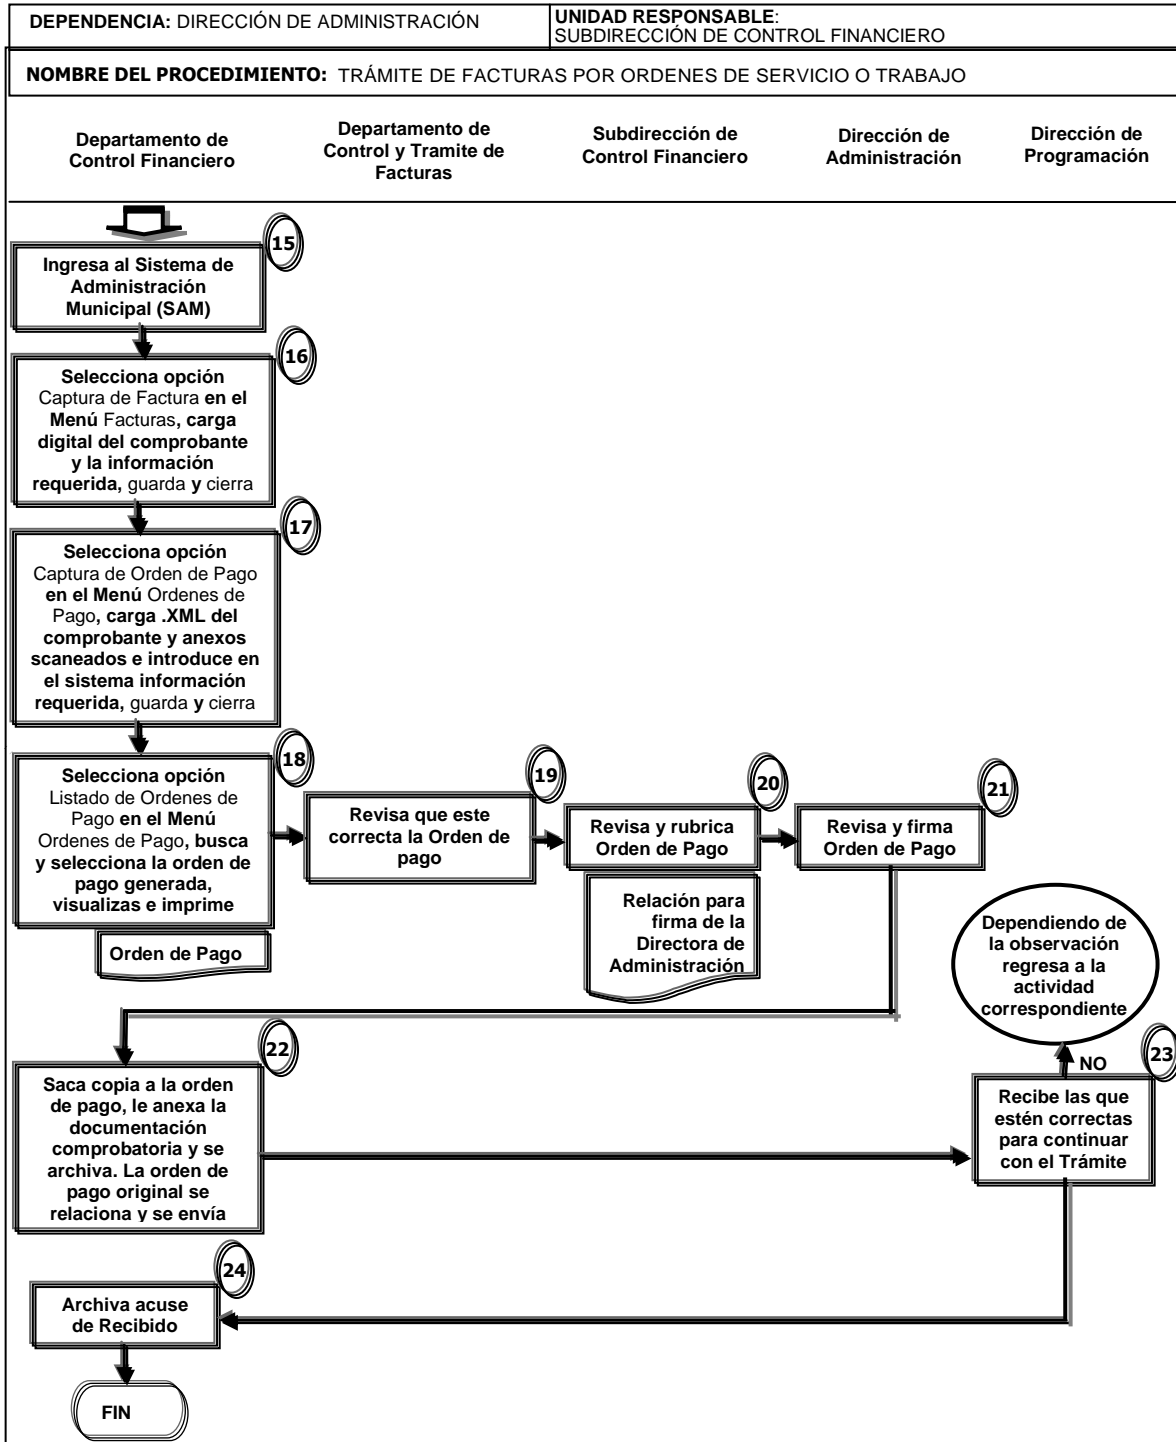 DEPENDENCIA: DIRECCIÓN DE ADMINISTRACIÓN
UNIDAD RESPONSABLE:
SUBDIRECCIÓN DE CONTROL FINANCIERO
NOMBRE DEL PROCEDIMIENTO: TRÁMITE DE FACTURAS POR ORDENES DE SERVICIO O TRABAJO
Departamento de
Control Financiero
Departamento de
Control y Tramite de
Facturas
Subdirección de
Control Financiero
Dirección de
Administración
Dirección de
Programación
15
Ingresa al Sistema de
Administración
Municipal (SAM)
16
Selecciona opción
Captura de Factura en el
Menú Facturas, carga
digital del comprobante
y la información
requerida, guarda y cierra
17
Selecciona opción
Captura de Orden de Pago
en el Menú Ordenes de
Pago, carga .XML del
comprobante y anexos
scaneados e introduce en
el sistema información
requerida, guarda y cierra
18
Selecciona opción
Listado de Ordenes de
Pago en el Menú
Ordenes de Pago, busca
y selecciona la orden de
pago generada,
visualizas e imprime
Orden de Pago
19
Revisa que este
correcta la Orden de
pago
20
Revisa y rubrica
Orden de Pago
Relación para
firma de la
Directora de
Administración
21
Revisa y firma
Orden de Pago
Dependiendo de
la observación
regresa a la
actividad
correspondiente
22
Saca copia a la orden
de pago, le anexa la
documentación
comprobatoria y se
archiva. La orden de
pago original se
relaciona y se envía
NO
23
Recibe las que
estén correctas
para continuar
con el Trámite
24
Archiva acuse
de Recibido
FIN